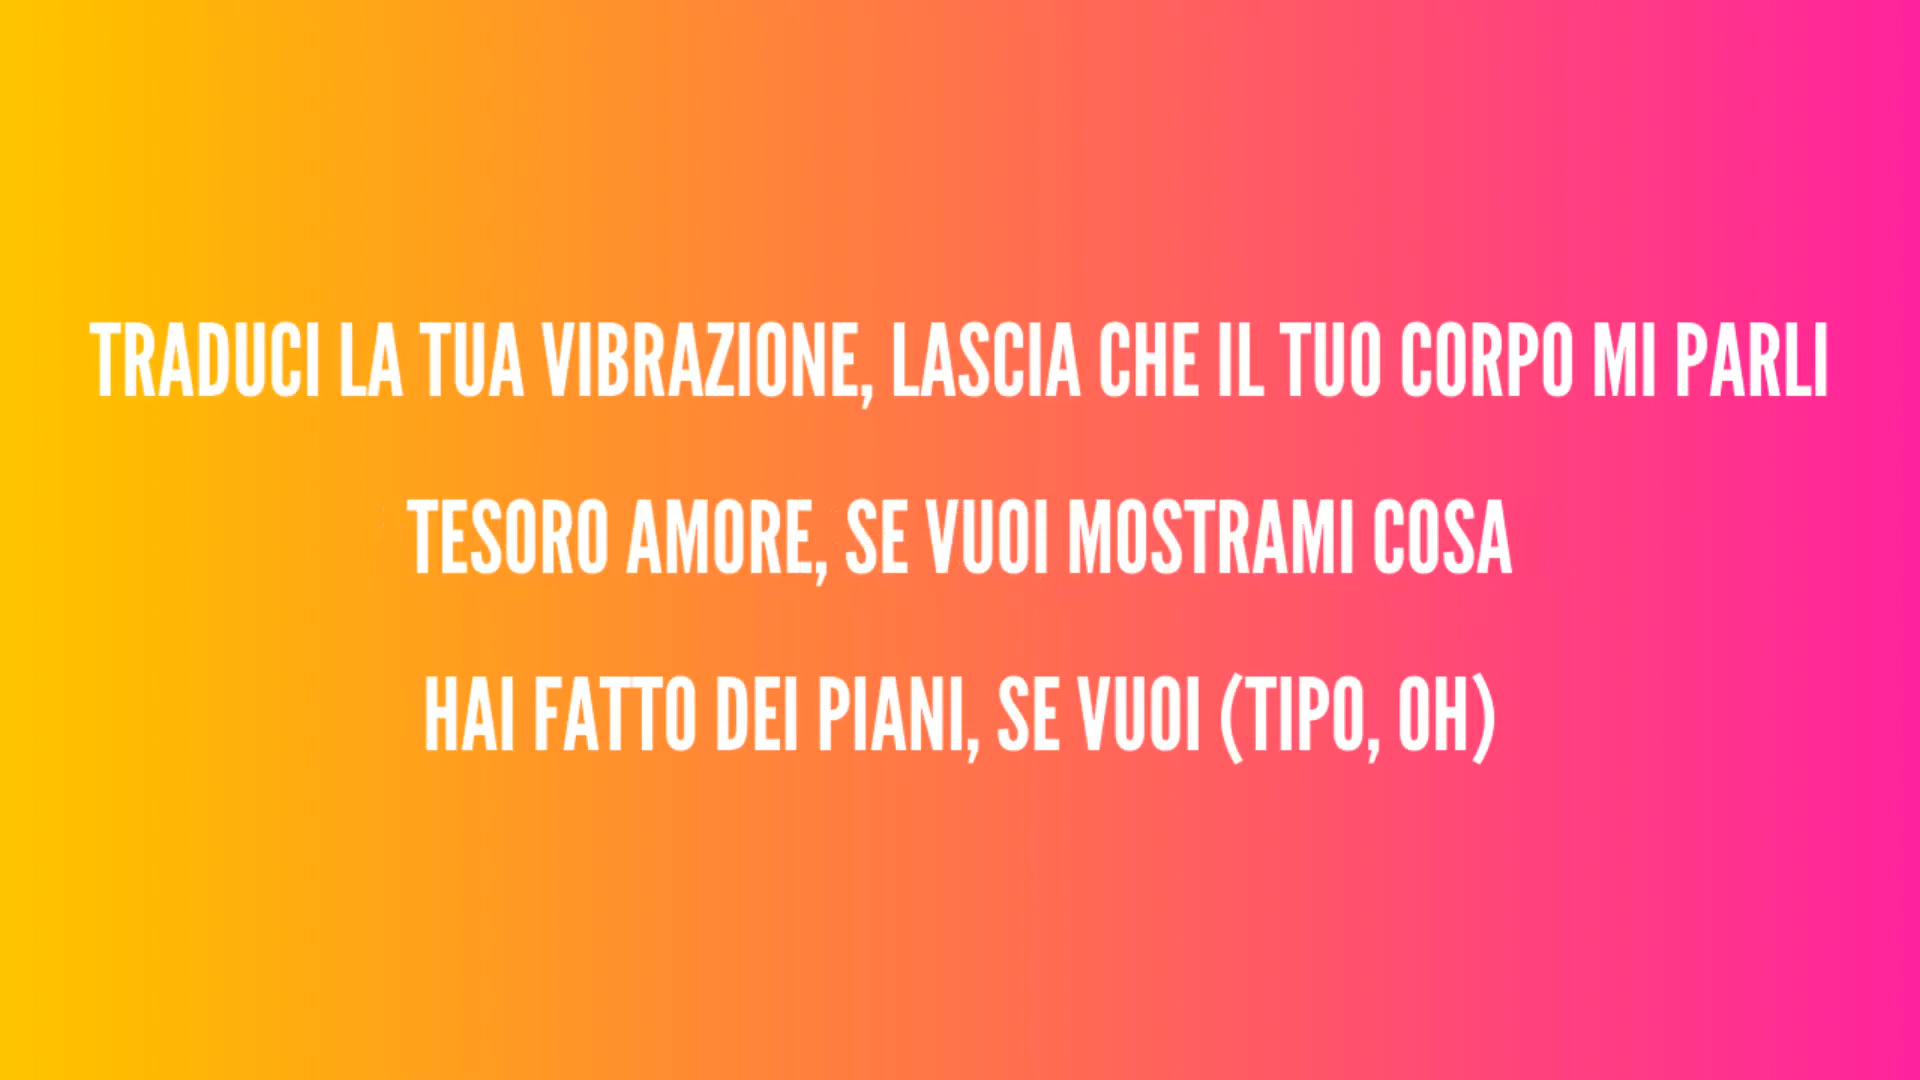 TRADUCI LA TUA VIBRAZIONE, LASCIA CHE IL TUO CORPO MI PARLI
TESORO AMORE, SE VUOI MOSTRAMI COSA
HAI FATTO DEI PIANI, SE VUOI (TIPO, OH)